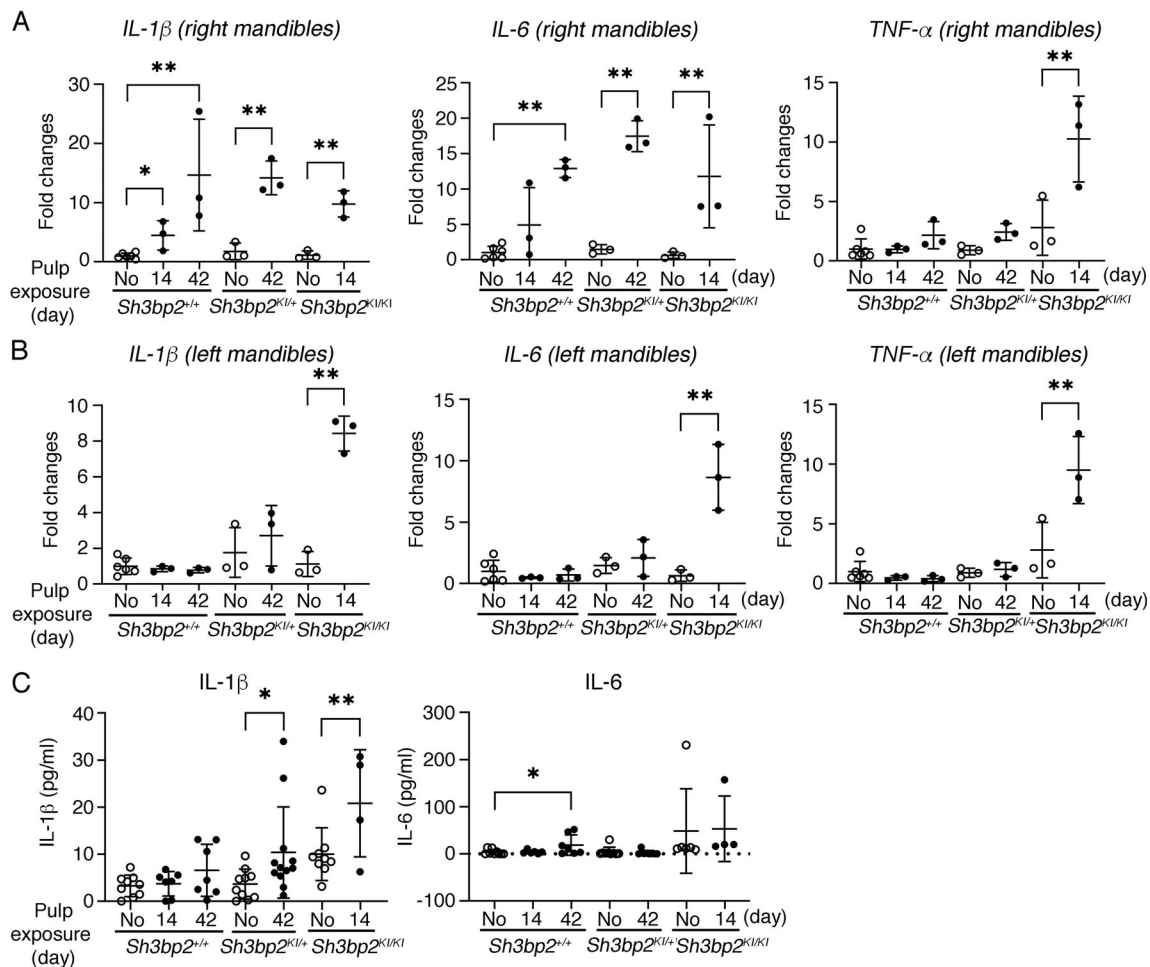 A
IL-1β (right mandibles)
IL-6 (right mandibles)
TNF-α (right mandibles)
Fold changes
30
20
10
0
**
*
**
**
Fold changes
25
20
15
10
5
0
**
**
**
Fold changes
15
10
5
0
**
Pulp exposure (day)
No 14 42 No 42 No 14
Sh3bp2+/+ Sh3bp2KI/+ Sh3bp2KI/KI
No 14 42 No 42 No 14 (day)
Sh3bp2+/+ Sh3bp2KI/+ Sh3bp2KI/KI
No 14 42 No 42 No 14 (day)
Sh3bp2+/+ Sh3bp2KI/+ Sh3bp2KI/KI
B
IL-1β (left mandibles)
IL-6 (left mandibles)
TNF-α (left mandibles)
Fold changes
10
8
6
4
2
0
**
Fold changes
15
10
5
0
**
Fold changes
15
10
5
0
**
Pulp exposure (day)
No 14 42 No 42 No 14
Sh3bp2+/+ Sh3bp2KI/+ Sh3bp2KI/KI
No 14 42 No 42 No 14 (day)
Sh3bp2+/+ Sh3bp2KI/+ Sh3bp2KI/KI
No 14 42 No 42 No 14 (day)
Sh3bp2+/+ Sh3bp2KI/+ Sh3bp2KI/KI
C
IL-1β
IL-6
IL-1β (pg/ml)
40
30
20
10
0
*
**
IL-6 (pg/ml)
300
200
100
0
-100
*
Pulp exposure (day)
No 14 42 No 42 No 14
Sh3bp2+/+ Sh3bp2KI/+ Sh3bp2KI/KI
No 14 42 No 42 No 14 (day)
Sh3bp2+/+ Sh3bp2KI/+ Sh3bp2KI/KI